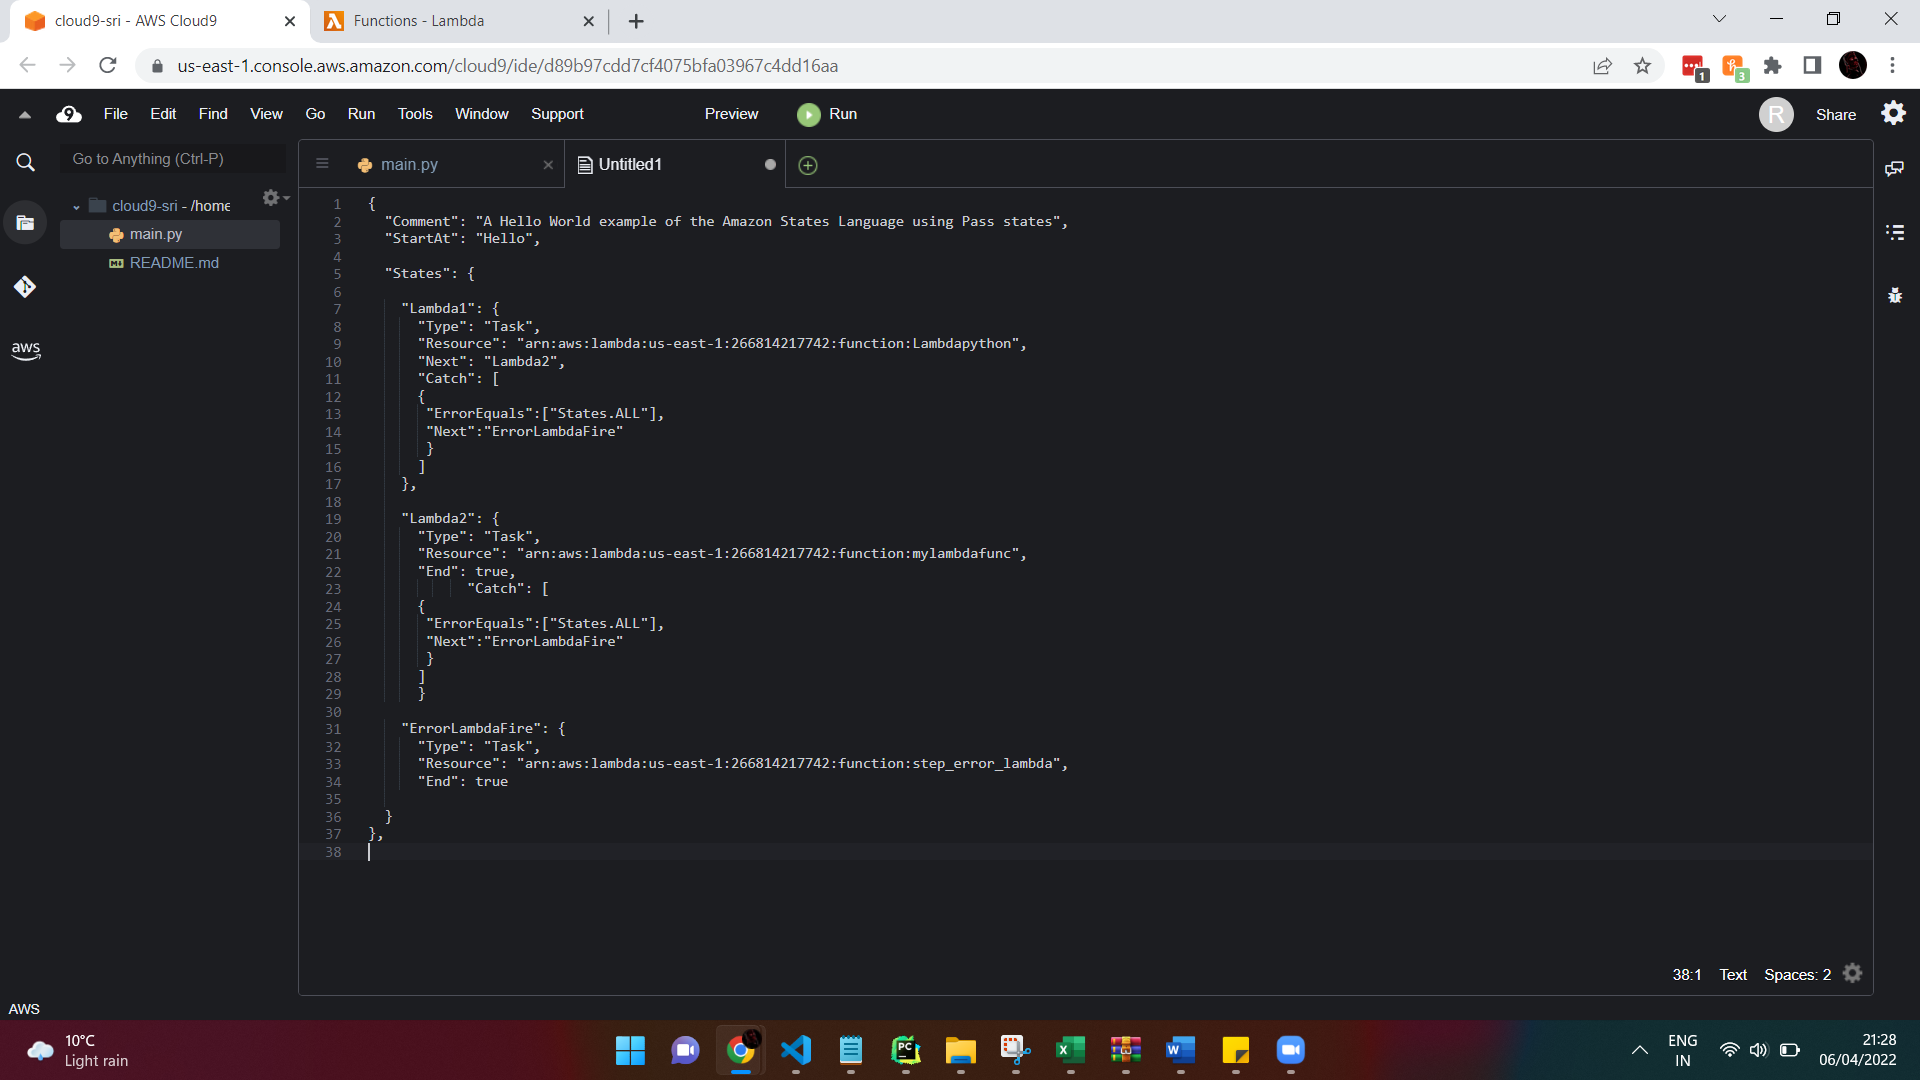 cloud9-sri - AWS Cloud9
Functions - Lambda
us-east-1.console.aws.amazon.com/cloud9/ide/d89b97cdd7cf4075bfa03967c4dd16aa
1
3
9
File Edit Find View Go Run Tools Window Support Preview Run
R
Share
Go to Anything (Ctrl-P)
main.py
Untitled1
cloud9-sri - /home
main.py
README.md
aws
1 {
2 "Comment": "A Hello World example of the Amazon States Language using Pass states",
3 "StartAt": "Hello",
4
5 "States": {
6
7 "Lambda1": {
8 "Type": "Task",
9 "Resource": "arn:aws:lambda:us-east-1:266814217742:function:Lambdapython",
10 "Next": "Lambda2",
11 "Catch": [
12 {
13 "ErrorEquals":["States.ALL"],
14 "Next":"ErrorLambdaFire"
15 }
16 ]
17 },
18
19 "Lambda2": {
20 "Type": "Task",
21 "Resource": "arn:aws:lambda:us-east-1:266814217742:function:mylambdafunc",
22 "End": true,
23 "Catch": [
24 {
25 "ErrorEquals":["States.ALL"],
26 "Next":"ErrorLambdaFire"
27 }
28 ]
29 }
30
31 "ErrorLambdaFire": {
32 "Type": "Task",
33 "Resource": "arn:aws:lambda:us-east-1:266814217742:function:step_error_lambda",
34 "End": true
35
36 }
37 },
38
38:1 Text Spaces: 2
AWS
10°C
Light rain
PC
X
W
ENG
IN
21:28
06/04/2022